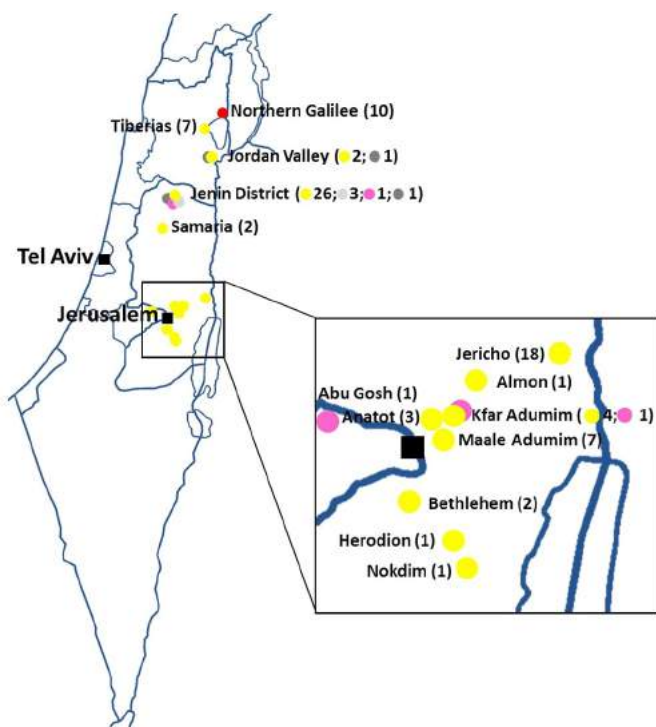 Northern Galilee (10)
Tiberias (7)
Jordan Valley (2; 1)
Jenin District (26; 3; 1; 1)
Samaria (2)
Tel Aviv
Jerusalem
Jericho (18)
Almon (1)
Abu Gosh (1)
Anatot (3)
Kfar Adumim (4; 1)
Maale Adumim (7)
Bethlehem (2)
Herodion (1)
Nokdim (1)